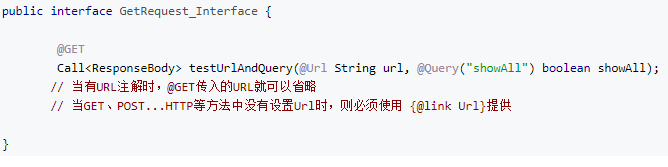 public interface GetRequest_Interface {
@GET
Call<ResponseBody> testUrlAndQuery(@Url String url, @Query("showAll") boolean showAll);
// 当有URL注解时，@GET传入的URL就可以省略
// 当GET、POST...HTTP等方法中没有设置Url时，则必须使用 {@link Url}提供
}